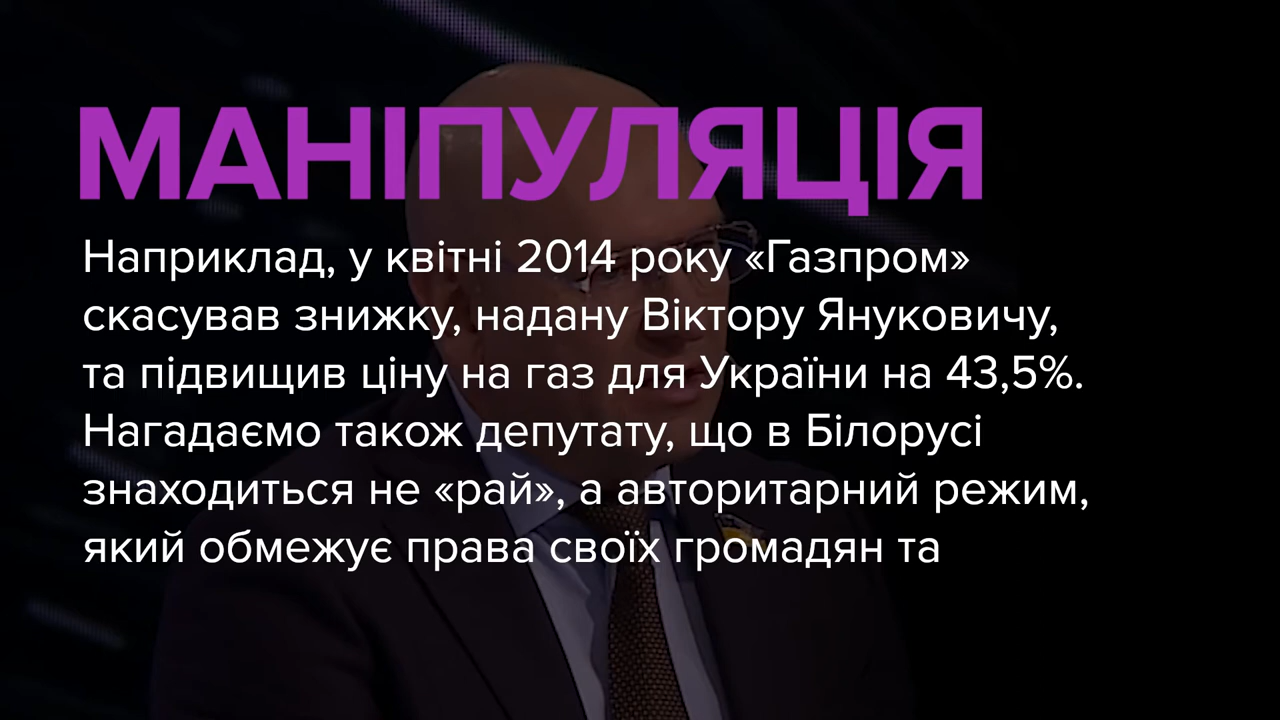 МАНІПУЛЯЦІЯ
Наприклад, у квітні 2014 року «Газпром»
скасував знижку, надану Віктору Януковичу,
та підвищив ціну на газ для України на 43,5%.
Нагадаємо також депутату, що в Білорусі
знаходиться не «рай», а авторитарний режим,
який обмежує права своїх громадян та